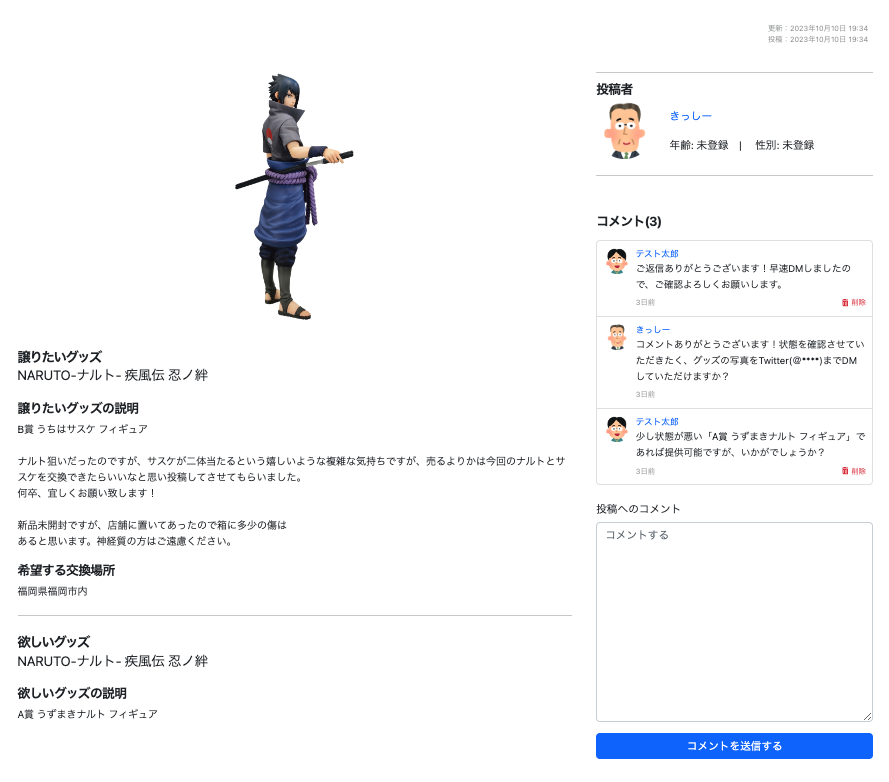 更新：2023年10月10日 19:34
投稿：2023年10月10日 19:34
譲りたいグッズ
NARUTO-ナルト- 疾風伝 忍ノ絆
譲りたいグッズの説明
B賞 うちはサスケ フィギュア
ナルト狙いだったのですが、サスケが二体当たるという嬉しいような複雑な気持ちですが、売るよりかは今回のナルトとサ
スケを交換できたらいいなと思い投稿してさせてもらいました。
何卒、宜しくお願い致します！
新品未開封ですが、店舗に置いてあったので箱に多少の傷は
あると思います。神経質の方はご遠慮ください。
希望する交換場所
福岡県福岡市内
欲しいグッズ
NARUTO-ナルト- 疾風伝 忍ノ絆
欲しいグッズの説明
A賞 うずまきナルト フィギュア
投稿者
きっしー
年齢: 未登録 | 性別: 未登録
コメント(3)
テスト太郎
ご返信ありがとうございます！早速DMしましたの
で、ご確認よろしくお願いします。
3日前 削除
きっしー
コメントありがとうございます！状態を確認させてい
ただきたく、グッズの写真をTwitter(@****)までDM
していただけますか？
3日前
テスト太郎
少し状態が悪い「A賞 うずまきナルト フィギュア」で
あれば提供可能ですが、いかがでしょうか？
3日前 削除
投稿へのコメント
コメントする
コメントを送信する